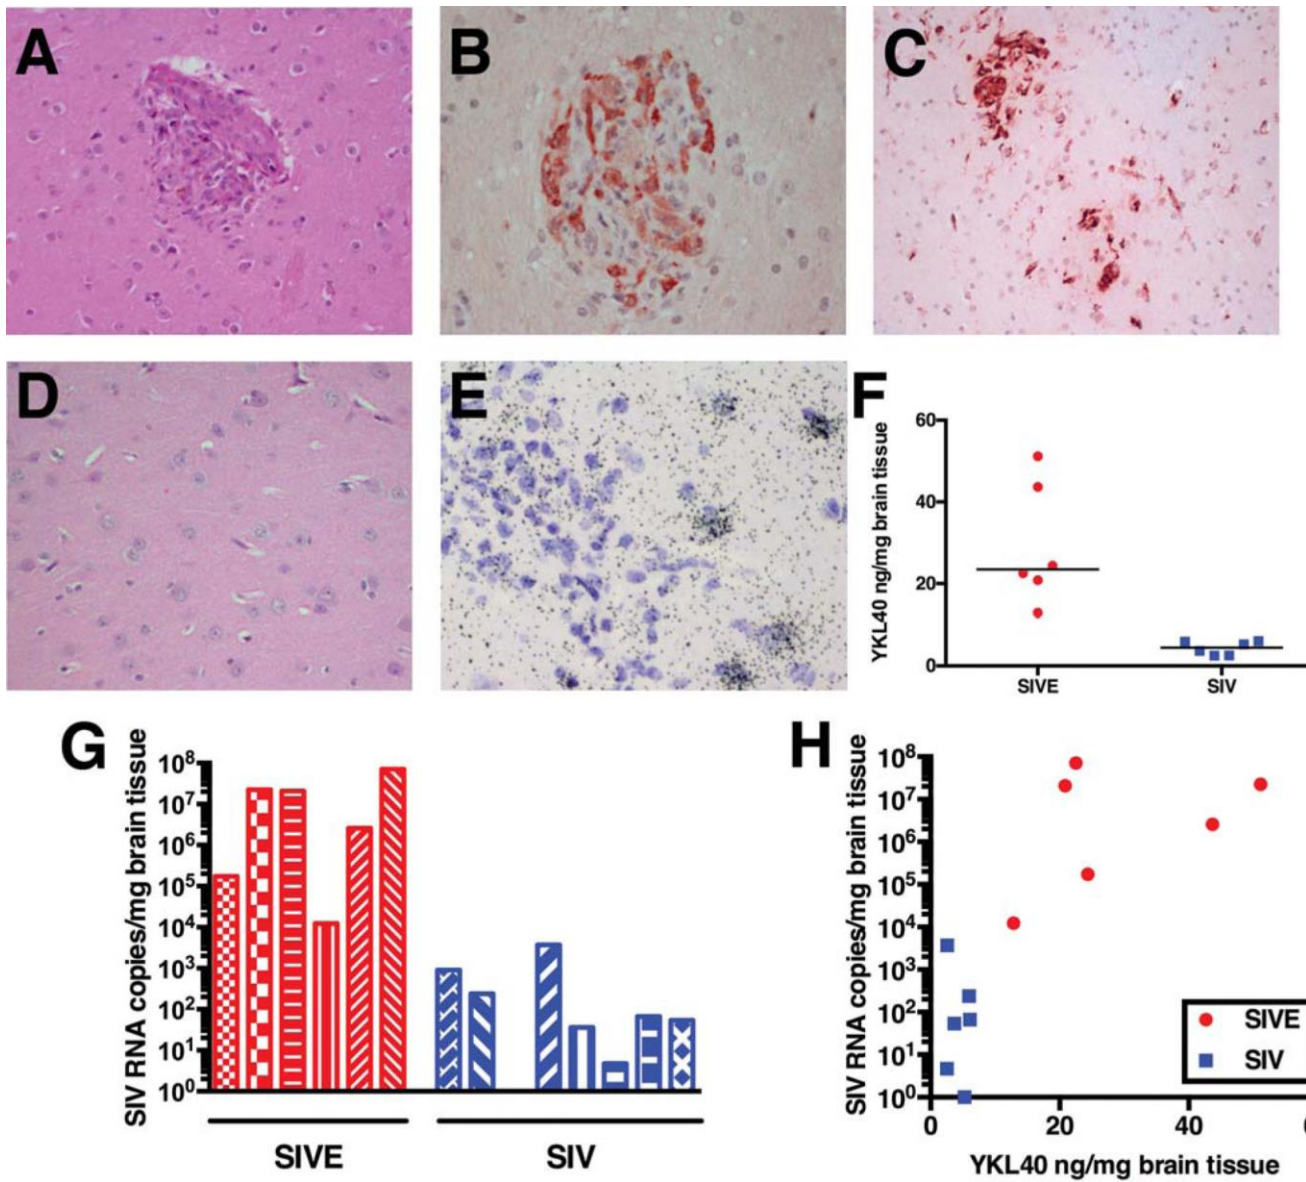 A
B
C
D
E
F
YKL40 ng/mg brain tissue
60
40
20
0
SIVE
SIV
G
SIV RNA copies/mg brain tissue
10⁸
10⁷
10⁶
10⁵
10⁴
10³
10²
10¹
10⁰
SIVE
SIV
H
SIV RNA copies/mg brain tissue
10⁸
10⁷
10⁶
10⁵
10⁴
10³
10²
10¹
10⁰
0
20
40
SIVE
SIV
YKL40 ng/mg brain tissue